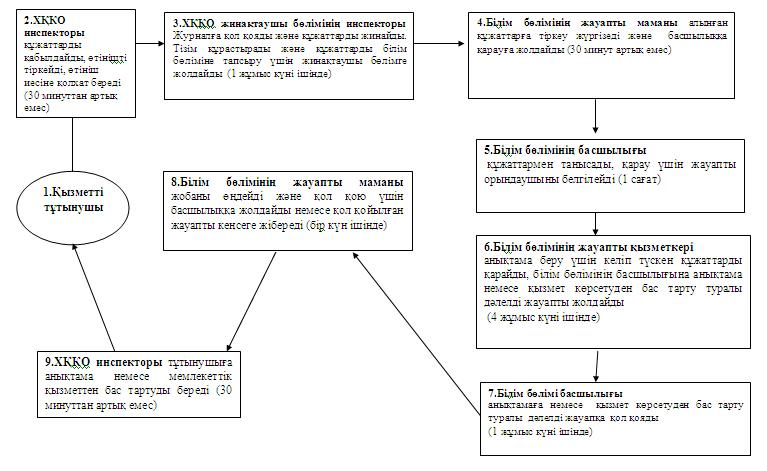 2.ХҚҚО
инспекторы
құжаттарды
қабылдайды, өтінішті
тіркейді, өтініш
иесіне қолхат береді
(30 минуттан артық
емес)
3.ХҚҚО жинақтаушы бөлімінің инспекторы
Журналға қол қояды және құжаттарды жинайды.
Тізім құрастырады және құжаттарды білім
бөліміне тапсыру үшін жинақтаушы бөлімге
жолдайды (1 жұмыс күні ішінде)
4.Білім бөлімінің жауапты маманы алынған
құжаттарға тіркеу жүргізеді және басшылыққа
қарауға жолдайды (30 минут артық емес)
5.Білім бөлімінің басшылығы
құжаттармен танысады, қарау үшін жауапты
орындаушыны белгілейді (1 сағат)
6.Білім бөлімінің жауапты қызметкері
анықтама беру үшін келіп түскен құжаттарды
қарайды, білім бөлімінің басшылығына анықтама
немесе қызмет көрсетуден бас тарту туралы
дәлелді жауапты жолдайды
(4 жұмыс күні ішінде)
7.Білім бөлімі басшылығы
анықтамаға немесе қызмет көрсетуден бас тарту
туралы дәлелді жауапқа қол қояды
(1 жұмыс күні ішінде)
8.Білім бөлімінің жауапты маманы
жобаны өңдейді және қол қою үшін
басшылыққа жолдайды немесе қол қойылған
жауапты кеңсеге жібереді (бір күн ішінде)
9.ХҚҚО инспекторы тұтынушыға
анықтама немесе мемлекеттік
қызметтен бас тартуды береді (30
минуттан артық емес)
1.Қызметті
тұтынушы